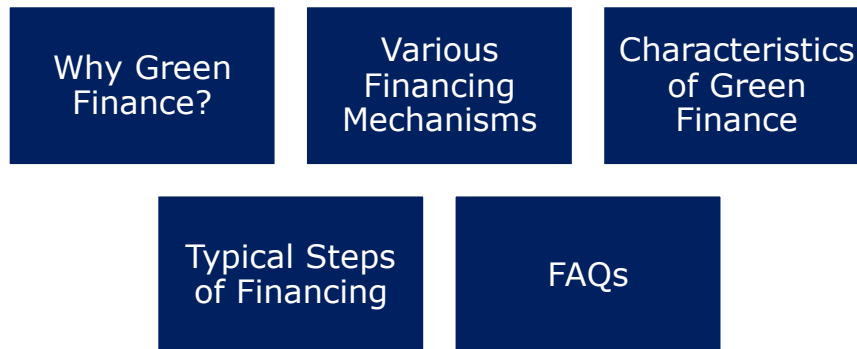 Why Green
Finance?
Various
Financing
Mechanisms
Characteristics
of Green
Finance
Typical Steps
of Financing
FAQs